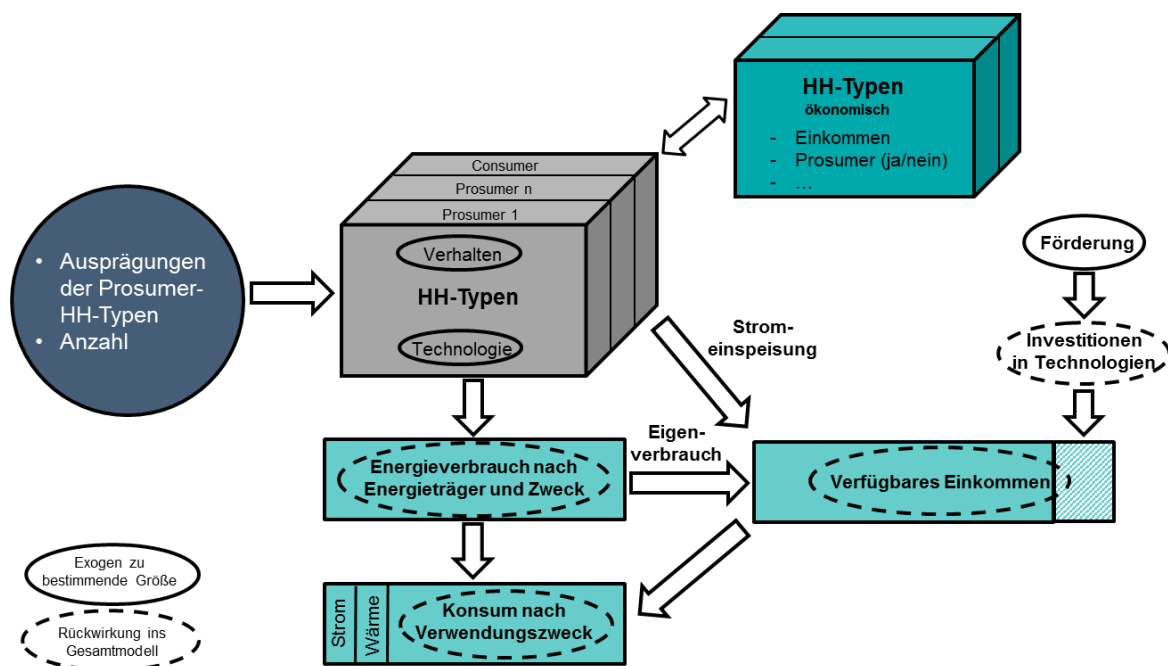 HH-Typen
ökonomisch
- Einkommen
- Prosumer (ja/nein)
- ...
Consumer
Prosumer n
Prosumer 1
Verhalten
HH-Typen
Technologie
• Ausprägungen
der Prosumer-
HH-Typen
• Anzahl
Förderung
Investitionen
in Technologien
Strom-
einspeisung
Eigen-
verbrauch
Energieverbrauch nach
Energieträger und Zweck
Verfügbares Einkommen
Strom
Wärme
Konsum nach
Verwendungszweck
Exogen zu
bestimmende Größe
Rückwirkung ins
Gesamtmodell